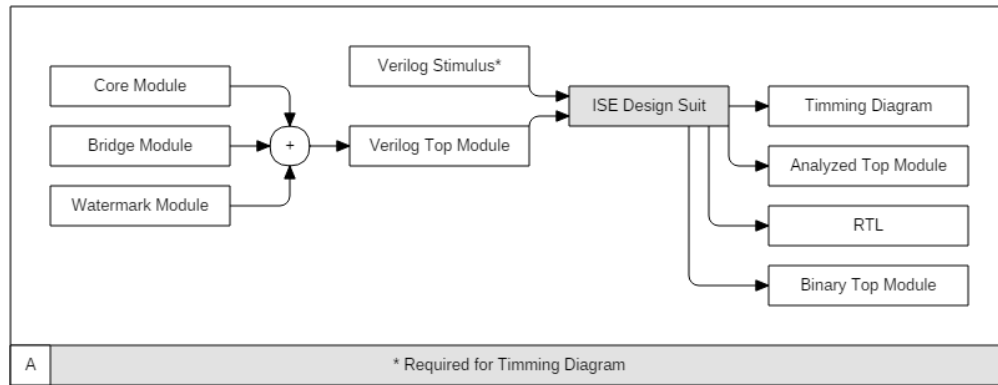 Verilog Stimulus*
Core Module
ISE Design Suit
Timming Diagram
Bridge Module
+
Verilog Top Module
Analyzed Top Module
Watermark Module
RTL
Binary Top Module
A
* Required for Timming Diagram